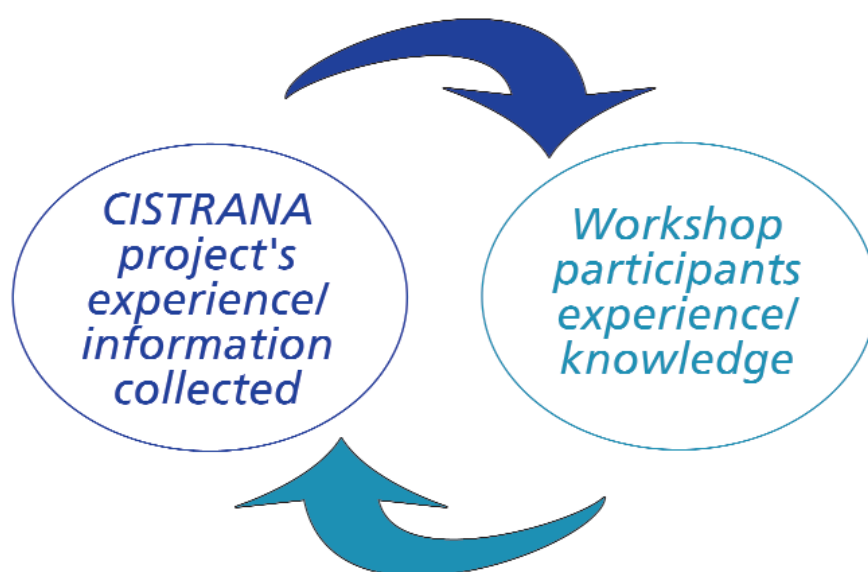 CISTRANA
project's
experience/
information
collected
Workshop
participants
experience/
knowledge